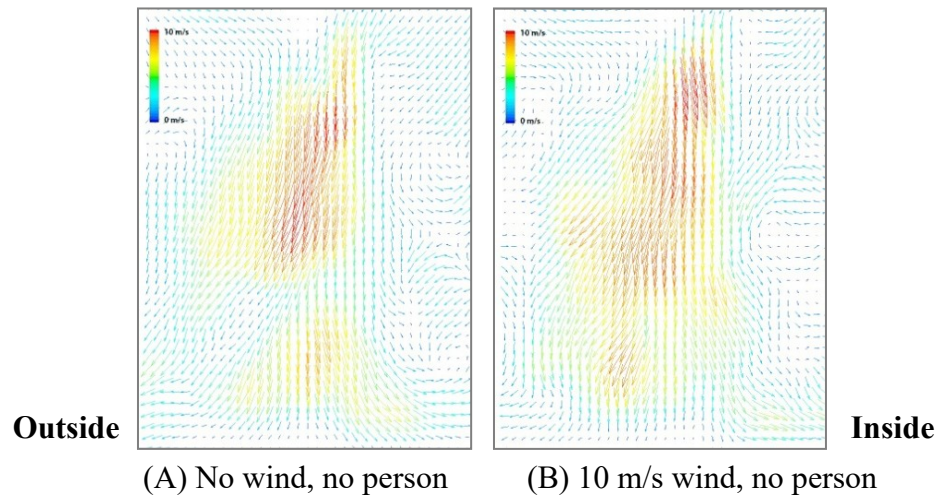 10 m/s
0 m/s
10 m/s
0 m/s
Outside
Inside
(A) No wind, no person
(B) 10 m/s wind, no person